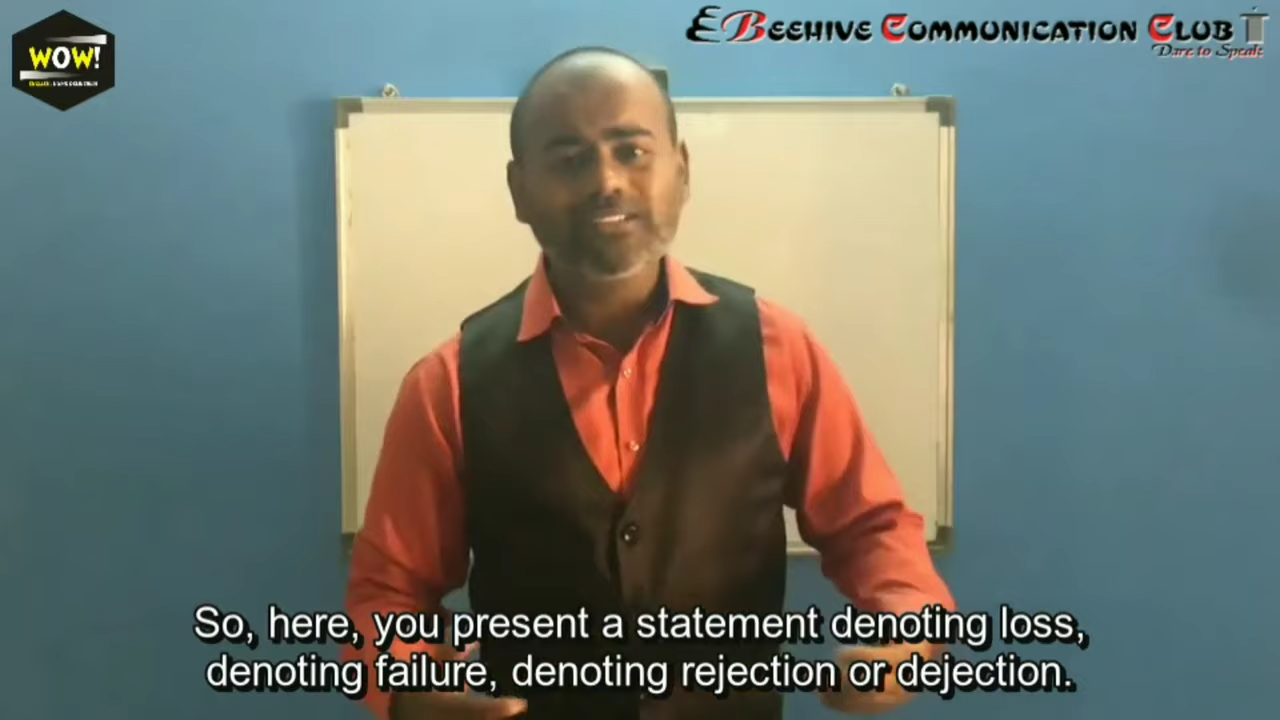 WOW!
EBEEHIVE COMMUNICATION CLUB
Dare to Speak
So, here, you present a statement denoting loss,
denoting failure, denoting rejection or dejection.